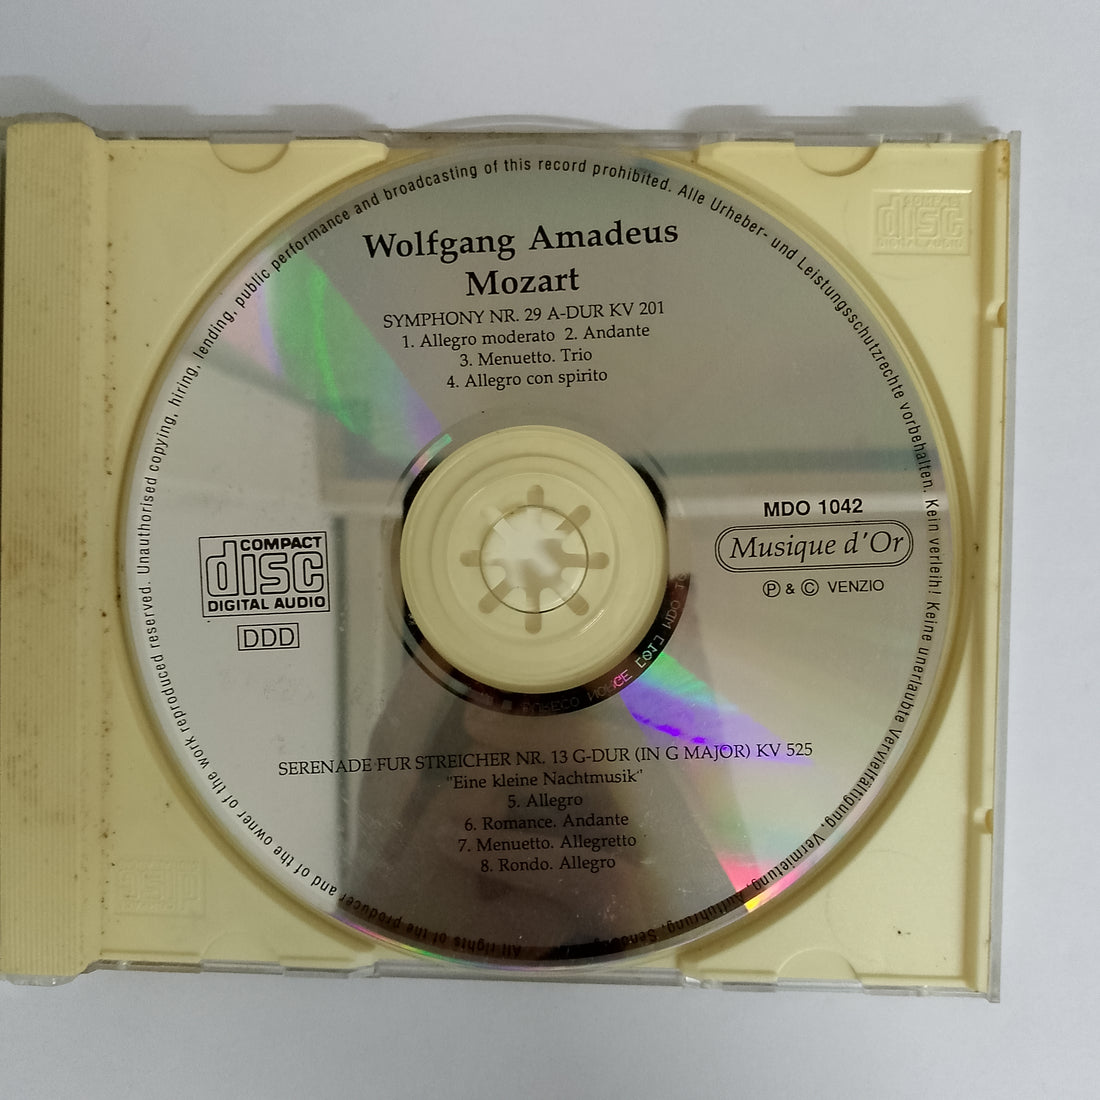 Wolfgang Amadeus
Mozart
SYMPHONY NR. 29 A-DUR KV 201
1. Allegro moderato 2. Andante
3. Menuetto. Trio
4. Allegro con spirito
COMPACT
disc
DIGITAL AUDIO
DDD
MDO 1042
Musique d'Or
Ⓟ & © VENZIO
SERENADE FUR STREICHER NR. 13 G-DUR (IN G MAJOR) KV 525
"Eine kleine Nachtmusik"
5. Allegro
6. Romance. Andante
7. Menuetto. Allegretto
8. Rondo. Allegro
All rights of the producer and of the owner of the work reproduced reserved. Unauthorised copying, hiring, lending, public performance and broadcasting of this record prohibited. Alle Urheber- und Leistungsschutzrechte vorbehalten. Kein verleih! Keine unerlaubte Vervielfältigung, Vermietung, Aufführung,
COMPACT
disc
DIGITAL AUDIO